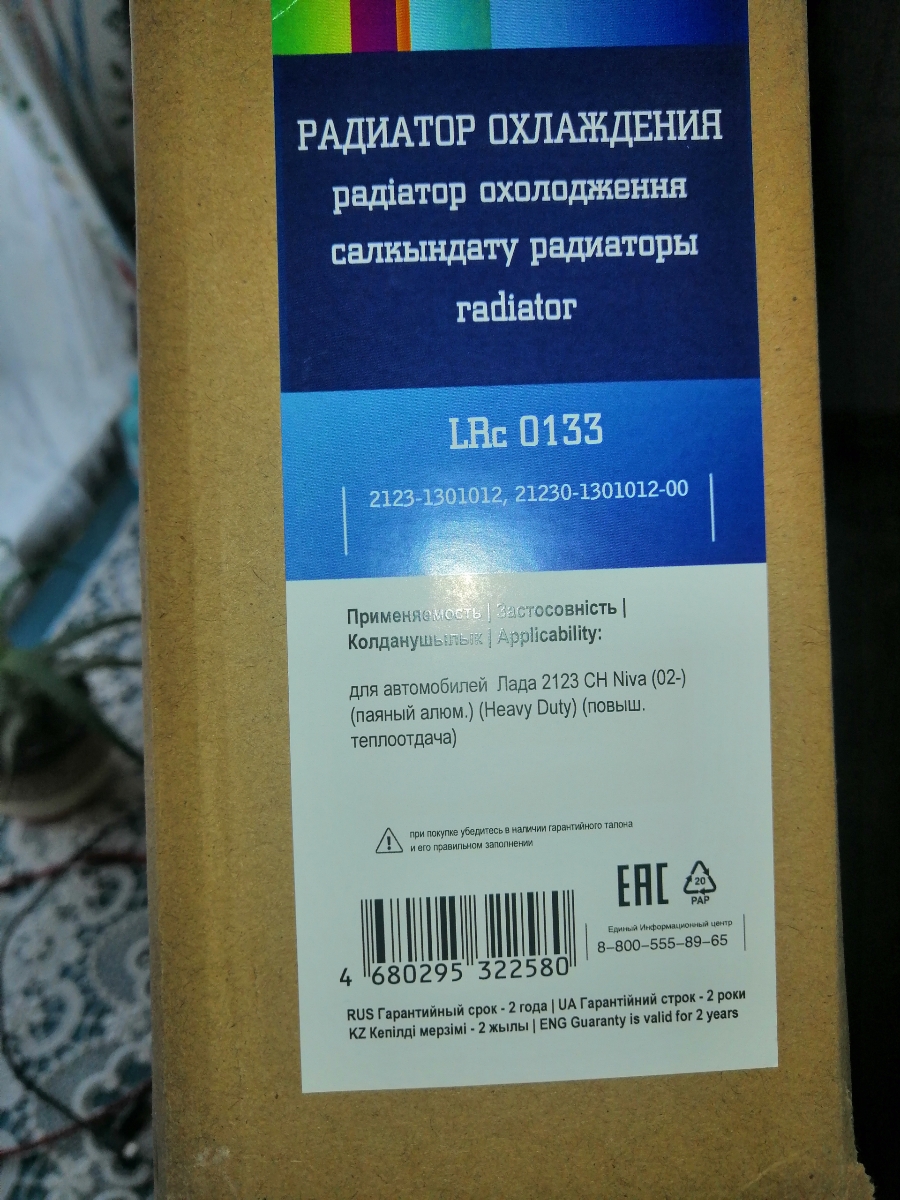 РАДИАТОР ОХЛАЖДЕНИЯ
радіатор охолодження
салкындату радиаторы
radiator
LRc 0133
2123-1301012, 21230-1301012-00
Применяемость | Застосовність |
Колданушылык | Applicability:
для автомобилей Лада 2123 CH Niva (02-)
(паяный алюм.) (Heavy Duty) (повыш.
теплоотдача)
при покупке убедитесь в наличии гарантийного талона
и его правильном заполнении
EAC
20
PAP
Единый Информационный центр
8-800-555-89-65
4 680295 322580
RUS Гарантийный срок - 2 года | UA Гарантійний строк - 2 роки
KZ Кепілді мерзімі - 2 жылы | ENG Guaranty is valid for 2 years